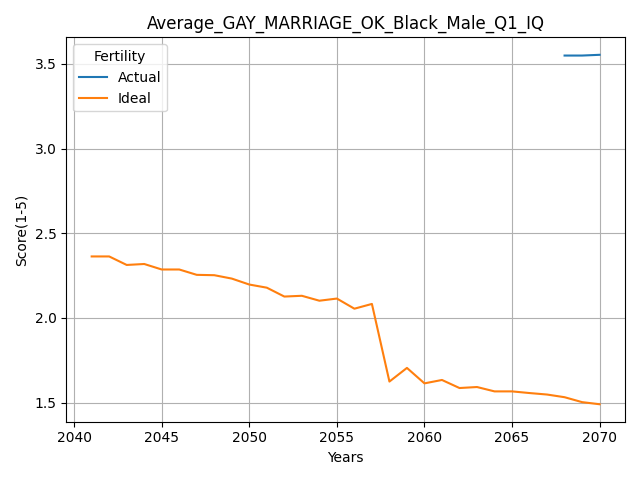 Average_GAY_MARRIAGE_OK_Black_Male_Q1_IQ
Fertility
Actual
Ideal
Score(1-5)
3.5
3.0
2.5
2.0
1.5
2040 2045 2050 2055 2060 2065 2070
Years